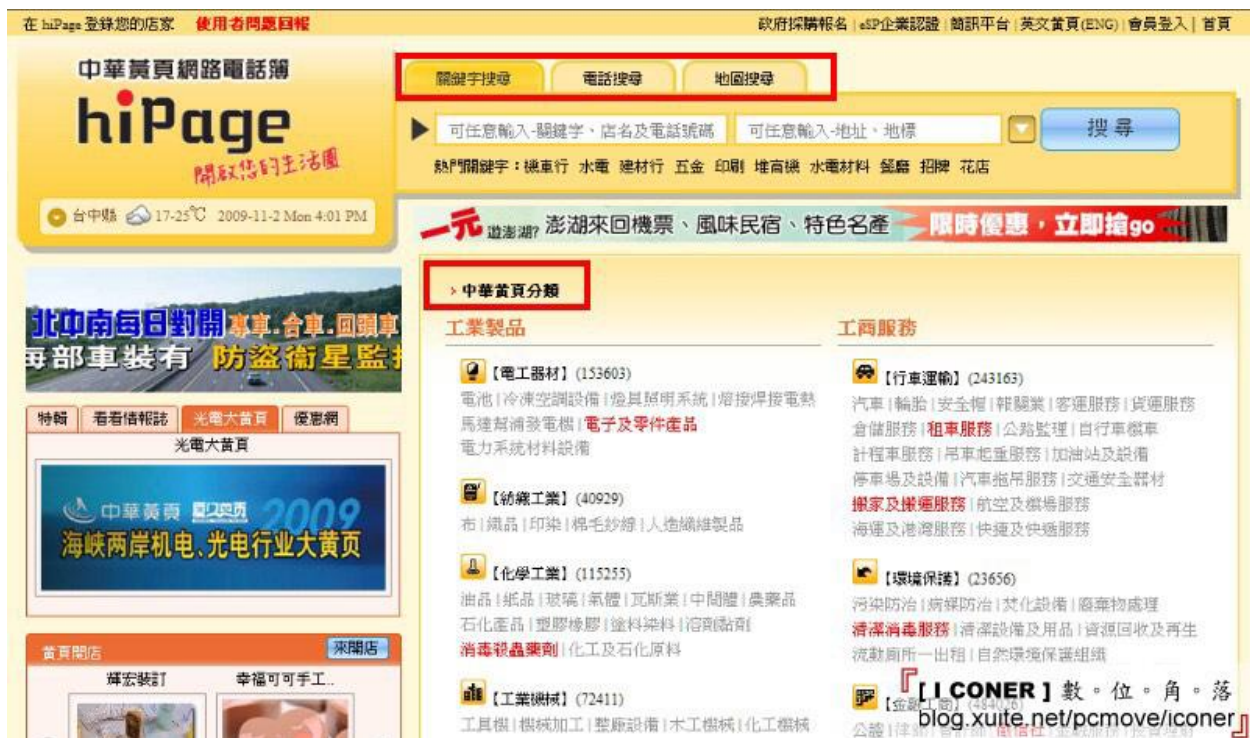 在 hiPage 登錄您的店家 使用者問題回報
政府採購報名 | eSP企業認證 | 簡訊平台 | 英文黃頁(ENG) | 會員登入 | 首頁
中華黃頁網路電話簿
hiPage
開啟您的生活圈
台中縣 17-25℃ 2009-11-2 Mon 4:01 PM
關鍵字搜尋 電話搜尋 地圖搜尋
可任意輸入-關鍵字、店名及電話號碼 可任意輸入-地址、地標 搜尋
熱門關鍵字：機車行 水電 建材行 五金 印刷 堆高機 水電材料 餐廳 招牌 花店
一元 遊澎湖? 澎湖來回機票、風味民宿、特色名產 限時優惠，立即搶go
北中南每日對開 專車.合車.回頭車
每部車裝有 防盜衛星監控
特輯 看看情報誌 光電大黃頁 優惠網
光電大黃頁
中華黃頁 2009
海峡两岸机电、光电行业大黄页
黃頁開店 來開店
輝宏裝訂 幸福可可手工..
› 中華黃頁分類
工業製品
【電工器材】(153603)
電池 | 冷凍空調設備 | 燈具照明系統 | 熔接焊接電熱
馬達幫浦發電機 | 電子及零件產品
電力系統材料設備
【紡織工業】(40929)
布 | 織品 | 印染 | 棉毛紗線 | 人造纖維製品
【化學工業】(115255)
油品 | 紙品 | 玻璃 | 氣體 | 瓦斯業 | 中間體 | 農藥品
石化產品 | 塑膠橡膠 | 塗料染料 | 溶劑黏劑
消毒殺蟲藥劑 | 化工及石化原料
【工業機械】(72411)
工具機 | 機械加工 | 整廠設備 | 木工機械 | 化工機械
工商服務
【行車運輸】(243163)
汽車 | 輪胎 | 安全帽 | 報關業 | 客運服務 | 貨運服務
倉儲服務 | 租車服務 | 公路監理 | 自行車機車
計程車服務 | 吊車起重服務 | 加油站及設備
停車場及設備 | 汽車拖吊服務 | 交通安全器材
搬家及搬運服務 | 航空及機場服務
海運及港灣服務 | 快遞及快遞服務
【環境保護】(23656)
污染防治 | 病媒防治 | 焚化設備 | 廢棄物處理
清潔消毒服務 | 清潔設備及用品 | 資源回收及再生
流動廁所－出租 | 自然環境保護組織
【金融工商】(484026)
『[ I CONER ] 數。位。角。落
blog.xuite.net/pcmove/iconer』